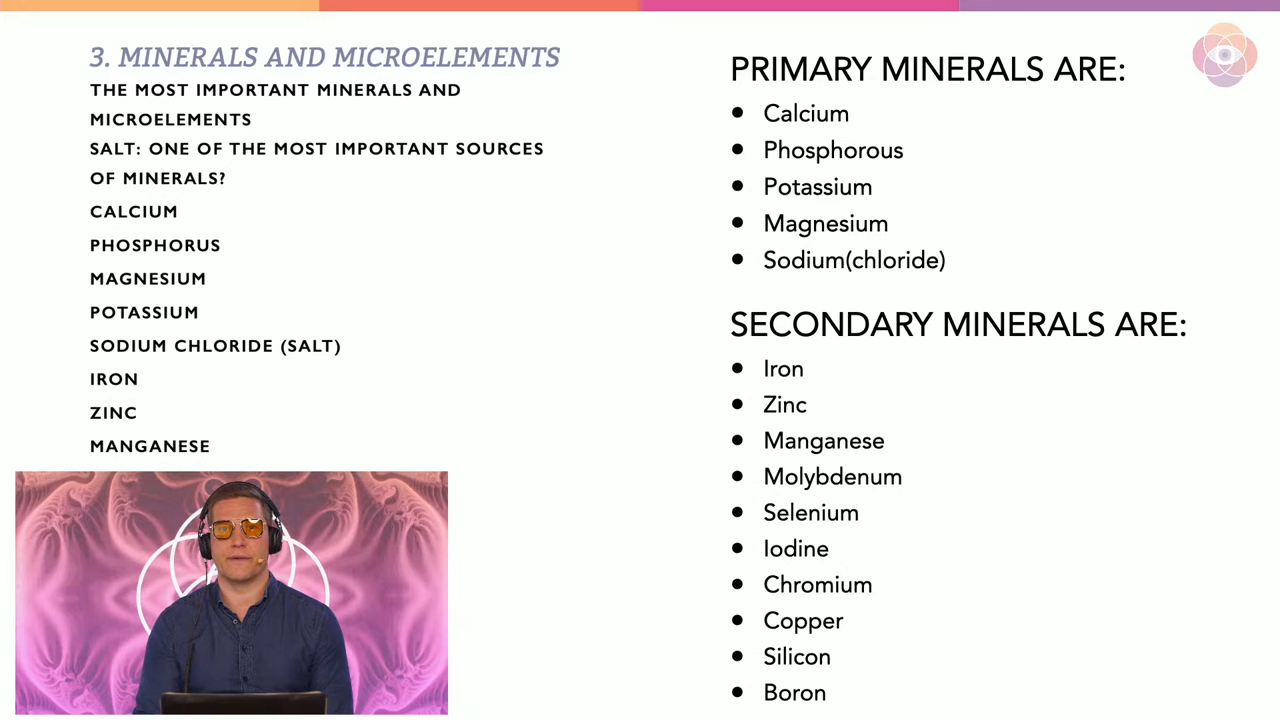 3. MINERALS AND MICROELEMENTS
THE MOST IMPORTANT MINERALS AND
MICROELEMENTS
SALT: ONE OF THE MOST IMPORTANT SOURCES
OF MINERALS?
CALCIUM
PHOSPHORUS
MAGNESIUM
POTASSIUM
SODIUM CHLORIDE (SALT)
IRON
ZINC
MANGANESE
PRIMARY MINERALS ARE:
• Calcium
• Phosphorous
• Potassium
• Magnesium
• Sodium(chloride)
SECONDARY MINERALS ARE:
• Iron
• Zinc
• Manganese
• Molybdenum
• Selenium
• Iodine
• Chromium
• Copper
• Silicon
• Boron